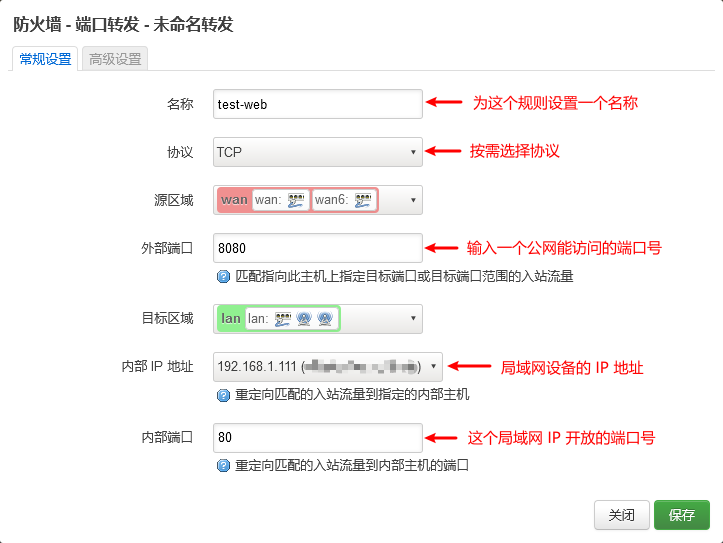 防火墙 - 端口转发 - 未命名转发
常规设置 高级设置
名称 test-web 为这个规则设置一个名称
协议 TCP 按需选择协议
源区域 wan wan: wan6:
外部端口 8080 输入一个公网能访问的端口号
匹配指向此主机上指定目标端口或目标端口范围的入站流量
目标区域 lan lan:
内部 IP 地址 192.168.1.111 ( ) 局域网设备的 IP 地址
重定向匹配的入站流量到指定的内部主机
内部端口 80 这个局域网 IP 开放的端口号
重定向匹配的入站流量到内部主机的端口
关闭 保存